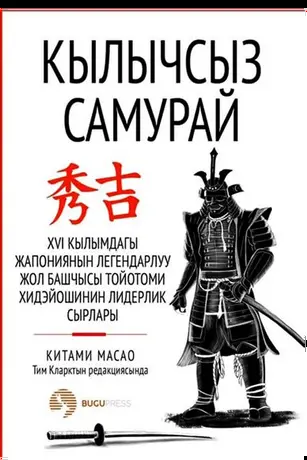 КЫЛЫЧСЫЗ
САМУРАЙ
秀吉
XVI КЫЛЫМДАГЫ
ЖАПОНИЯНЫН ЛЕГЕНДАРЛУУ
ЖОЛ БАШЧЫСЫ ТОЙОТОМИ
ХИДЭЙОШИНИН ЛИДЕРЛИК
СЫРЛАРЫ
КИТАМИ МАСАО
Тим Кларктын редакциясында
BUGUPRESS